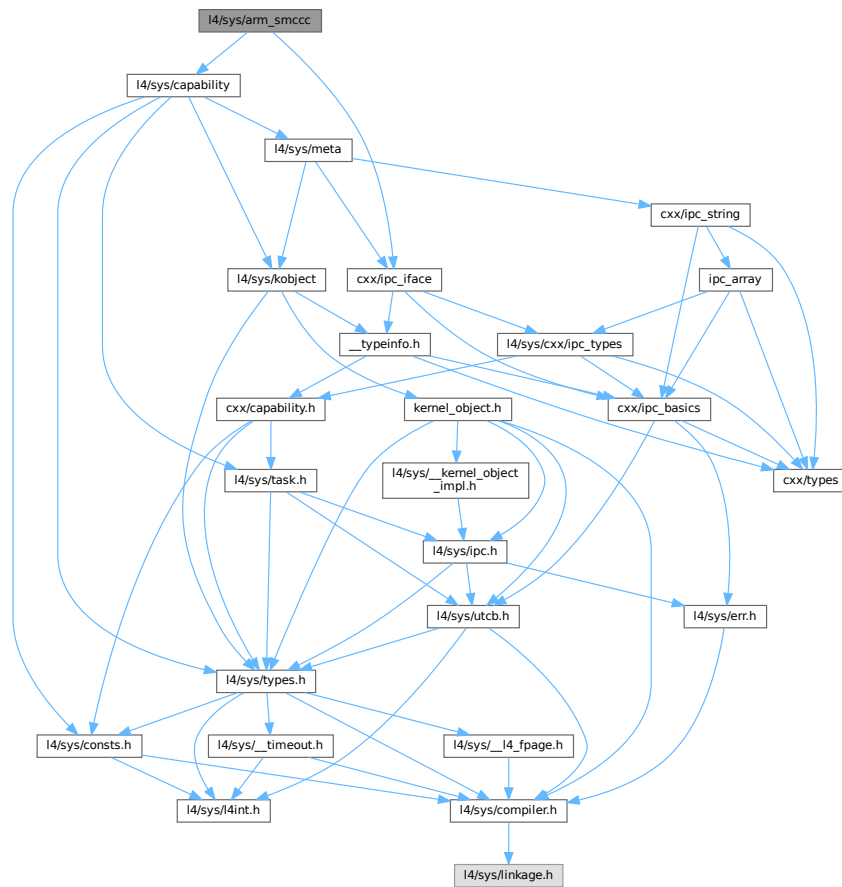 l4/sys/arm_smccc
l4/sys/capability
l4/sys/meta
cxx/ipc_string
l4/sys/kobject
cxx/ipc_iface
ipc_array
__typeinfo.h
l4/sys/cxx/ipc_types
cxx/capability.h
kernel_object.h
cxx/ipc_basics
l4/sys/task.h
l4/sys/__kernel_object
_impl.h
cxx/types
l4/sys/ipc.h
l4/sys/utcb.h
l4/sys/err.h
l4/sys/types.h
l4/sys/consts.h
l4/sys/__timeout.h
l4/sys/__l4_fpage.h
l4/sys/l4int.h
l4/sys/compiler.h
l4/sys/linkage.h